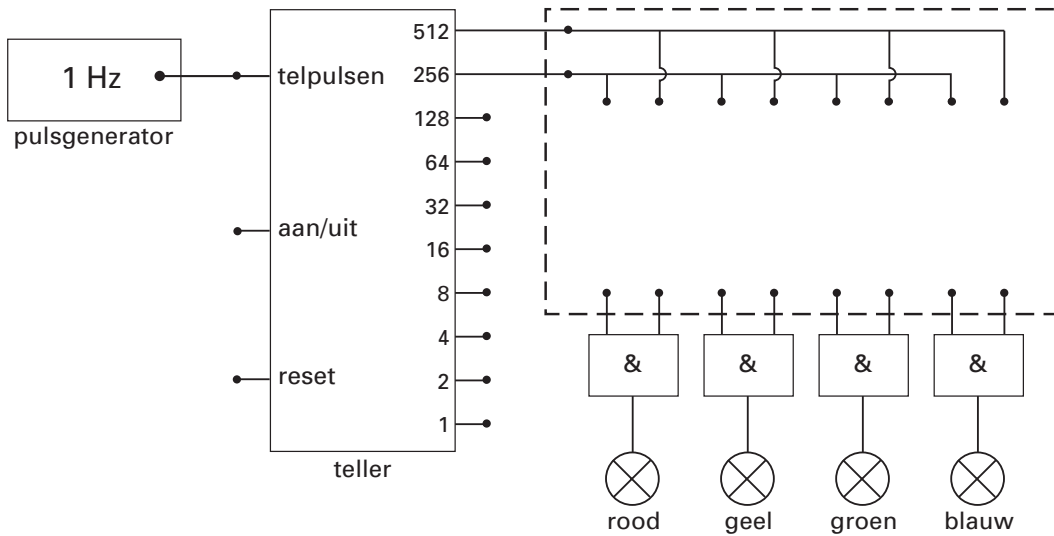 1 Hz
pulsgenerator
telpulsen
aan/uit
reset
512
256
128
64
32
16
8
4
2
1
teller
& & & &
rood geel groen blauw